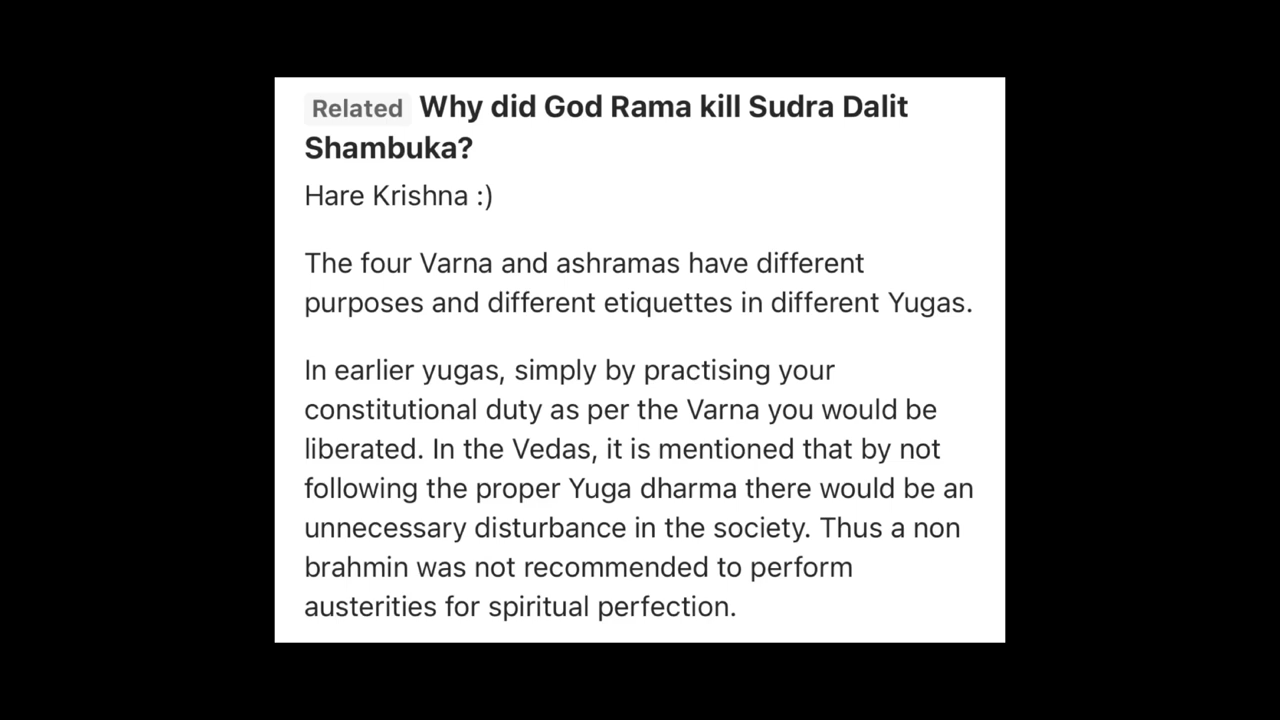 Related Why did God Rama kill Sudra Dalit
Shambuka?
Hare Krishna :)
The four Varna and ashramas have different
purposes and different etiquettes in different Yugas.
In earlier yugas, simply by practising your
constitutional duty as per the Varna you would be
liberated. In the Vedas, it is mentioned that by not
following the proper Yuga dharma there would be an
unnecessary disturbance in the society. Thus a non
brahmin was not recommended to perform
austerities for spiritual perfection.